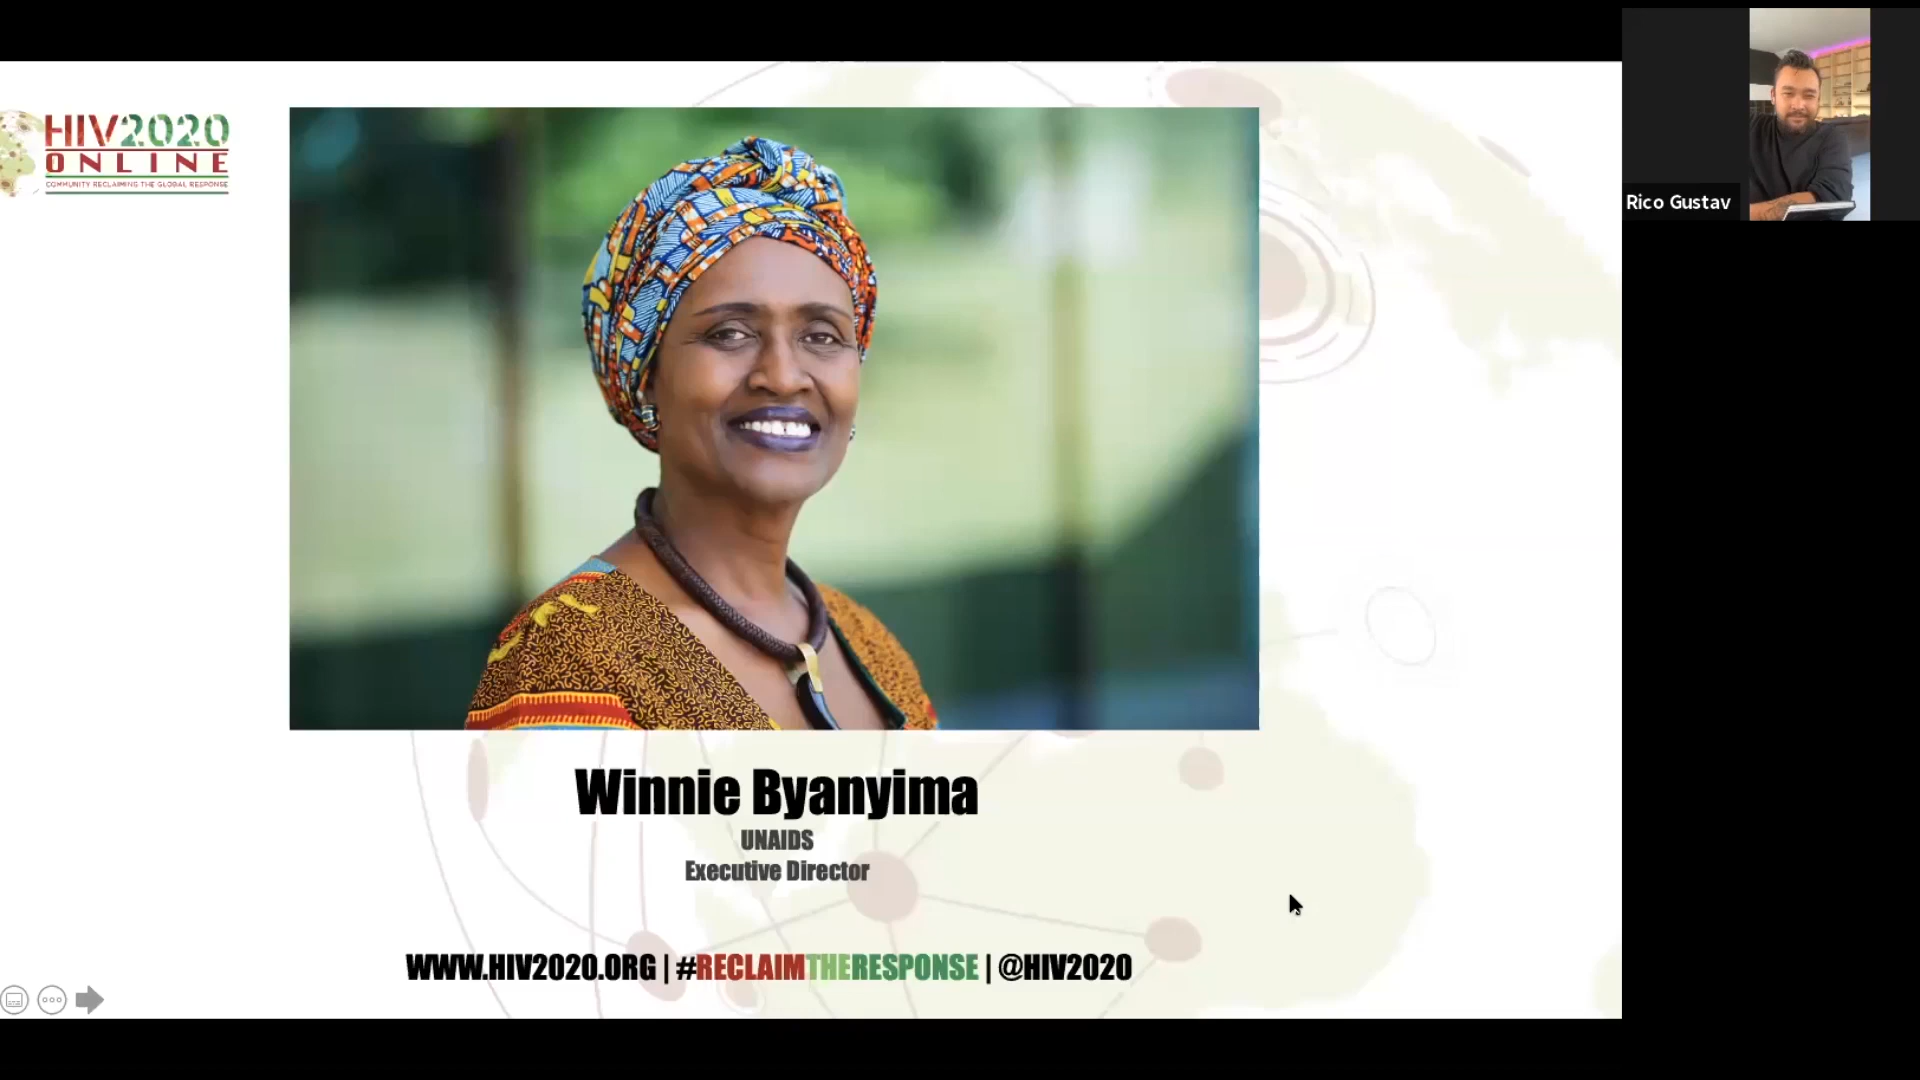 HIV2020
ONLINE
COMMUNITY RECLAIMING THE GLOBAL RESPONSE
Rico Gustav
Winnie Byanyima
UNAIDS
Executive Director
WWW.HIV2020.ORG | #RECLAIMTHERESPONSE | @HIV2020